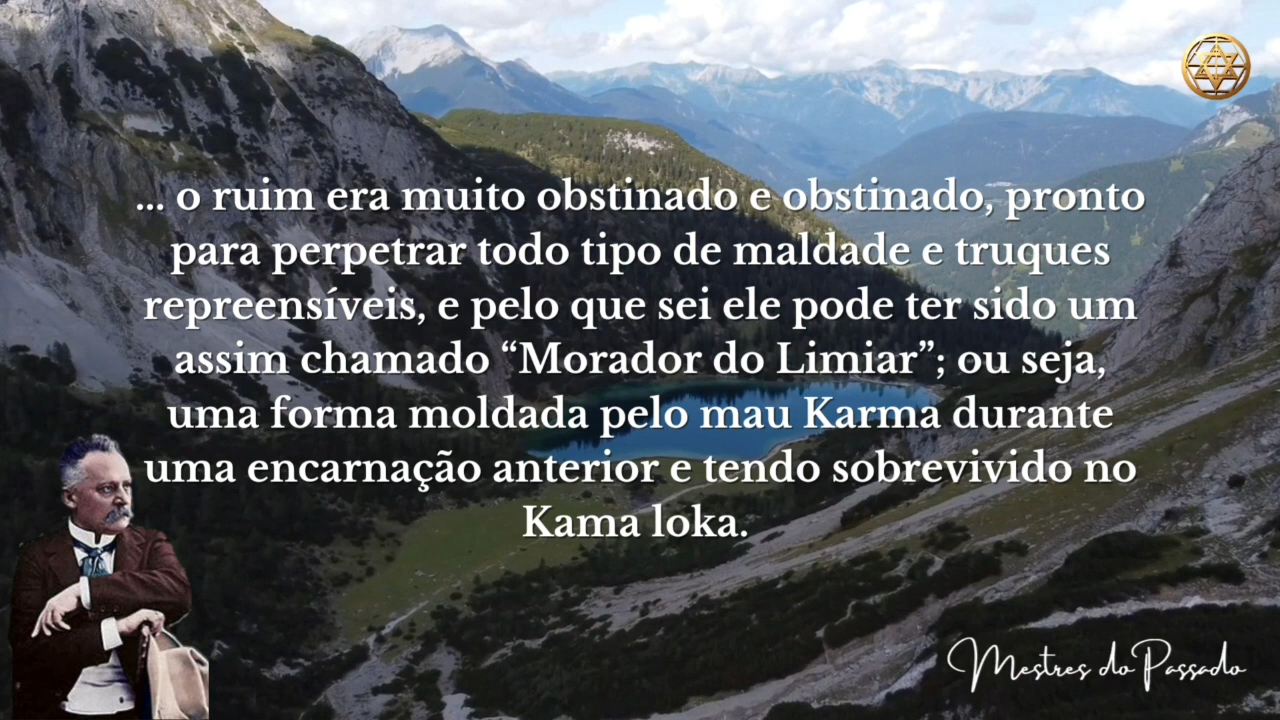 ... o ruim era muito obstinado e obstinado, pronto
para perpetrar todo tipo de maldade e truques
repreensíveis, e pelo que sei ele pode ter sido um
assim chamado “Morador do Limiar”; ou seja,
uma forma moldada pelo mau Karma durante
uma encarnação anterior e tendo sobrevivido no
Kama loka.
Mestres do Passado